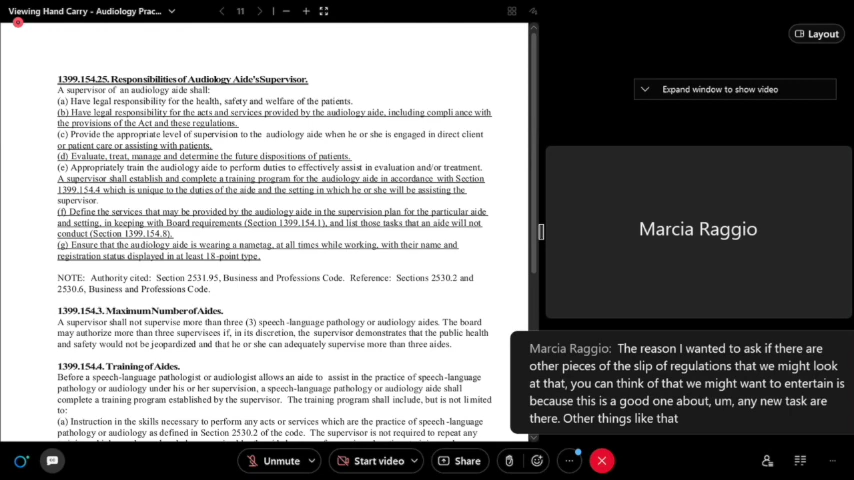 Viewing Hand Carry - Audiology Prac...
11
Layout
Expand window to show video
1399.154.25. Responsibilities of Audiology Aide's Supervisor.
A supervisor of an audiology aide shall:
(a) Have legal responsibility for the health, safety and welfare of the patients.
(b) Have legal responsibility for the acts and services provided by the audiology aide, including compliance with
the provisions of the Act and these regulations.
(c) Provide the appropriate level of supervision to the audiology aide when he or she is engaged in direct client
or patient care or assisting with patients.
(d) Evaluate, treat, manage and determine the future dispositions of patients.
(e) Appropriately train the audiology aide to perform duties to effectively assist in evaluation and/or treatment.
A supervisor shall establish and complete a training program for the audiology aide in accordance with Section
1399.154.4 which is unique to the duties of the aide and the setting in which he or she will be assisting the
supervisor.
(f) Define the services that may be provided by the audiology aide in the supervision plan for the particular aide
and setting, in keeping with Board requirements (Section 1399.154.1), and list those tasks that an aide will not
conduct (Section 1399.154.8).
(g) Ensure that the audiology aide is wearing a nametag, at all times while working, with their name and
registration status displayed in at least 18-point type.
NOTE: Authority cited: Section 2531.95, Business and Professions Code. Reference: Sections 2530.2 and
2530.6, Business and Professions Code.
1399.154.3. Maximum Number of Aides.
A supervisor shall not supervise more than three (3) speech-language pathology or audiology aides. The board
may authorize more than three supervisees if, in its discretion, the supervisor demonstrates that the public health
and safety would not be jeopardized and that he or she can adequately supervise more than three aides.
1399.154.4. Training of Aides.
Before a speech-language pathologist or audiologist allows an aide to assist in the practice of speech-language
pathology or audiology under his or her supervision, a speech-language pathology or audiology aide shall
complete a training program established by the supervisor. The training program shall include, but is not limited
to:
(a) Instruction in the skills necessary to perform any acts or services which are the practice of speech-language
pathology or audiology as defined in Section 2530.2 of the code. The supervisor is not required to repeat any
Marcia Raggio
Marcia Raggio: The reason I wanted to ask if there are
other pieces of the slip of regulations that we might look
at that, you can think of that we might want to entertain is
because this is a good one about, um, any new task are
there. Other things like that
Unmute
Start video
Share